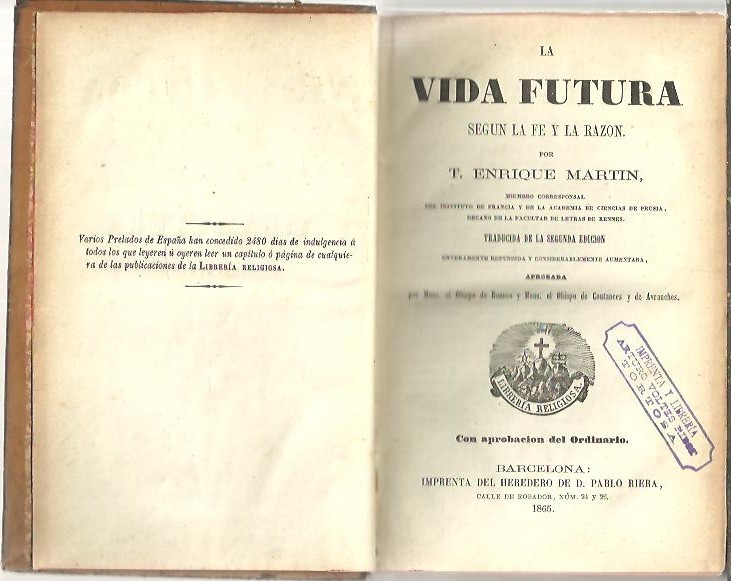 Varios Prelados de España han concedido 2480 dias de indulgencia á
todos los que leyeren ú oyeren leer un capítulo ó página de cualquie-
ra de las publicaciones de la LIBRERÍA RELIGIOSA.
LA
VIDA FUTURA
SEGUN LA FE Y LA RAZON.
POR
T. ENRIQUE MARTIN,
MIEMBRO CORRESPONSAL
DEL INSTITUTO DE FRANCIA Y DE LA ACADEMIA DE CIENCIAS DE PRUSIA,
DECANO DE LA FACULTAD DE LETRAS DE RENNES.
TRADUCIDA DE LA SEGUNDA EDICION
ENTERAMENTE REFUNDIDA Y CONSIDERABLEMENTE AUMENTADA,
APROBADA
por Mons. el Obispo de Rennes y Mons. el Obispo de Coutances y de Avranches.
LIBRERÍA RELIGIOSA.
IMPRENTA Y LIBRERÍA
ARTURO VOLTES
TORTOSA
Con aprobacion del Ordinario.
BARCELONA:
IMPRENTA DEL HEREDERO DE D. PABLO RIERA,
CALLE DE ROBADOR, NÚM. 24 y 26.
1865.